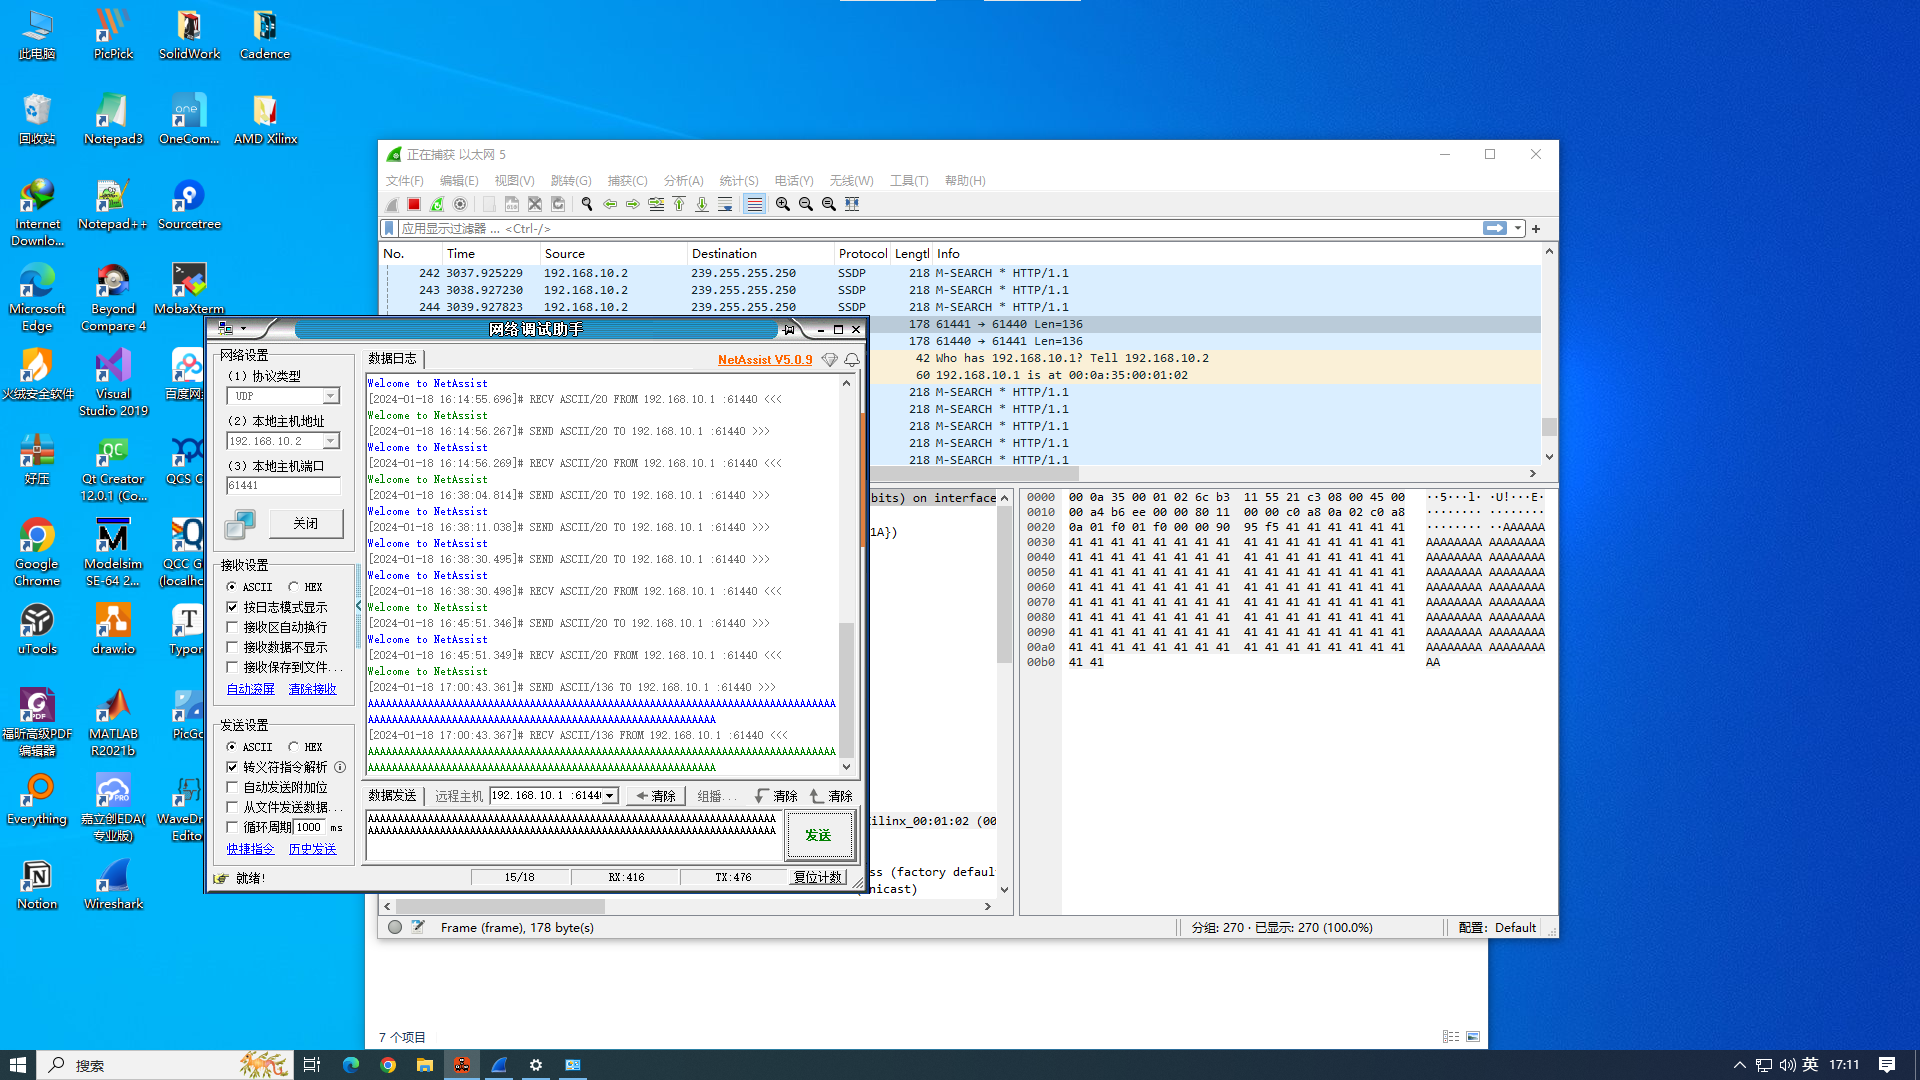 此电脑
PicPick
SolidWork
Cadence
回收站
Notepad3
OneCom...
AMD Xilinx
Internet
Downlo...
Notepad++
Sourcetree
Microsoft
Edge
Beyond
Compare 4
MobaXterm
火绒安全软件
Visual
Studio 2019
百度网
好压
Qt Creator
12.0.1 (Co...
QCS C
Google
Chrome
Modelsim
SE-64 2...
QCC G
(localhc
uTools
draw.io
Typor
福昕高级PDF
编辑器
MATLAB
R2021b
PicGo
Everything
嘉立创EDA(
专业版)
WaveDr
Edito
Notion
Wireshark
正在捕获 以太网 5
文件(F) 编辑(E) 视图(V) 跳转(G) 捕获(C) 分析(A) 统计(S) 电话(Y) 无线(W) 工具(T) 帮助(H)
应用显示过滤器 … <Ctrl-/>
No. Time Source Destination Protocol Lengtl Info
242 3037.925229 192.168.10.2 239.255.255.250 SSDP 218 M-SEARCH * HTTP/1.1
243 3038.927230 192.168.10.2 239.255.255.250 SSDP 218 M-SEARCH * HTTP/1.1
244 3039.927823 192.168.10.2 239.255.255.250 SSDP 218 M-SEARCH * HTTP/1.1
178 61441 → 61440 Len=136
178 61440 → 61441 Len=136
42 Who has 192.168.10.1? Tell 192.168.10.2
60 192.168.10.1 is at 00:0a:35:00:01:02
218 M-SEARCH * HTTP/1.1
218 M-SEARCH * HTTP/1.1
218 M-SEARCH * HTTP/1.1
218 M-SEARCH * HTTP/1.1
218 M-SEARCH * HTTP/1.1
bits) on interface
1A})
ilinx_00:01:02 (00
ss (factory defaul
nicast)
0000 00 0a 35 00 01 02 6c b3 11 55 21 c3 08 00 45 00 ··5···l· ·U!···E·
0010 00 a4 b6 ee 00 00 80 11 00 00 c0 a8 0a 02 c0 a8 ········ ········
0020 0a 01 f0 01 f0 00 00 90 95 f5 41 41 41 41 41 41 ········ ··AAAAAA
0030 41 41 41 41 41 41 41 41 41 41 41 41 41 41 41 41 AAAAAAAA AAAAAAAA
0040 41 41 41 41 41 41 41 41 41 41 41 41 41 41 41 41 AAAAAAAA AAAAAAAA
0050 41 41 41 41 41 41 41 41 41 41 41 41 41 41 41 41 AAAAAAAA AAAAAAAA
0060 41 41 41 41 41 41 41 41 41 41 41 41 41 41 41 41 AAAAAAAA AAAAAAAA
0070 41 41 41 41 41 41 41 41 41 41 41 41 41 41 41 41 AAAAAAAA AAAAAAAA
0080 41 41 41 41 41 41 41 41 41 41 41 41 41 41 41 41 AAAAAAAA AAAAAAAA
0090 41 41 41 41 41 41 41 41 41 41 41 41 41 41 41 41 AAAAAAAA AAAAAAAA
00a0 41 41 41 41 41 41 41 41 41 41 41 41 41 41 41 41 AAAAAAAA AAAAAAAA
00b0 41 41 AA
Frame (frame), 178 byte(s)
分组: 270 · 已显示: 270 (100.0%)
配置: Default
网络调试助手
网络设置
（1）协议类型
UDP
（2）本地主机地址
192.168.10.2
（3）本地主机端口
61441
关闭
接收设置
ASCII HEX
按日志模式显示
接收区自动换行
接收数据不显示
接收保存到文件...
自动滚屏 清除接收
发送设置
ASCII HEX
转义符指令解析
自动发送附加位
从文件发送数据...
循环周期 1000 ms
快捷指令 历史发送
就绪!
数据日志
NetAssist V5.0.9
Welcome to NetAssist
[2024-01-18 16:14:55.696]# RECV ASCII/20 FROM 192.168.10.1 :61440 <<<
Welcome to NetAssist
[2024-01-18 16:14:56.267]# SEND ASCII/20 TO 192.168.10.1 :61440 >>>
Welcome to NetAssist
[2024-01-18 16:14:56.269]# RECV ASCII/20 FROM 192.168.10.1 :61440 <<<
Welcome to NetAssist
[2024-01-18 16:38:04.814]# SEND ASCII/20 TO 192.168.10.1 :61440 >>>
Welcome to NetAssist
[2024-01-18 16:38:11.038]# SEND ASCII/20 TO 192.168.10.1 :61440 >>>
Welcome to NetAssist
[2024-01-18 16:38:30.495]# SEND ASCII/20 TO 192.168.10.1 :61440 >>>
Welcome to NetAssist
[2024-01-18 16:38:30.498]# RECV ASCII/20 FROM 192.168.10.1 :61440 <<<
Welcome to NetAssist
[2024-01-18 16:45:51.346]# SEND ASCII/20 TO 192.168.10.1 :61440 >>>
Welcome to NetAssist
[2024-01-18 16:45:51.349]# RECV ASCII/20 FROM 192.168.10.1 :61440 <<<
Welcome to NetAssist
[2024-01-18 17:00:43.361]# SEND ASCII/136 TO 192.168.10.1 :61440 >>>
AAAAAAAAAAAAAAAAAAAAAAAAAAAAAAAAAAAAAAAAAAAAAAAAAAAAAAAAAAAAAAAAAAAAAAAAAAAAAA
AAAAAAAAAAAAAAAAAAAAAAAAAAAAAAAAAAAAAAAAAAAAAAAAAAAAAAAAAA
[2024-01-18 17:00:43.367]# RECV ASCII/136 FROM 192.168.10.1 :61440 <<<
AAAAAAAAAAAAAAAAAAAAAAAAAAAAAAAAAAAAAAAAAAAAAAAAAAAAAAAAAAAAAAAAAAAAAAAAAAAAAA
AAAAAAAAAAAAAAAAAAAAAAAAAAAAAAAAAAAAAAAAAAAAAAAAAAAAAAAAAA
数据发送 远程主机 192.168.10.1 :6144 清除 组播... 清除 清除
AAAAAAAAAAAAAAAAAAAAAAAAAAAAAAAAAAAAAAAAAAAAAAAAAAAAAAAAAAAAAAAAAAAA
AAAAAAAAAAAAAAAAAAAAAAAAAAAAAAAAAAAAAAAAAAAAAAAAAAAAAAAAAAAAAAAAAAAA
发送
15/18 RX:416 TX:476 复位计数
7 个项目
搜索
英
17:11